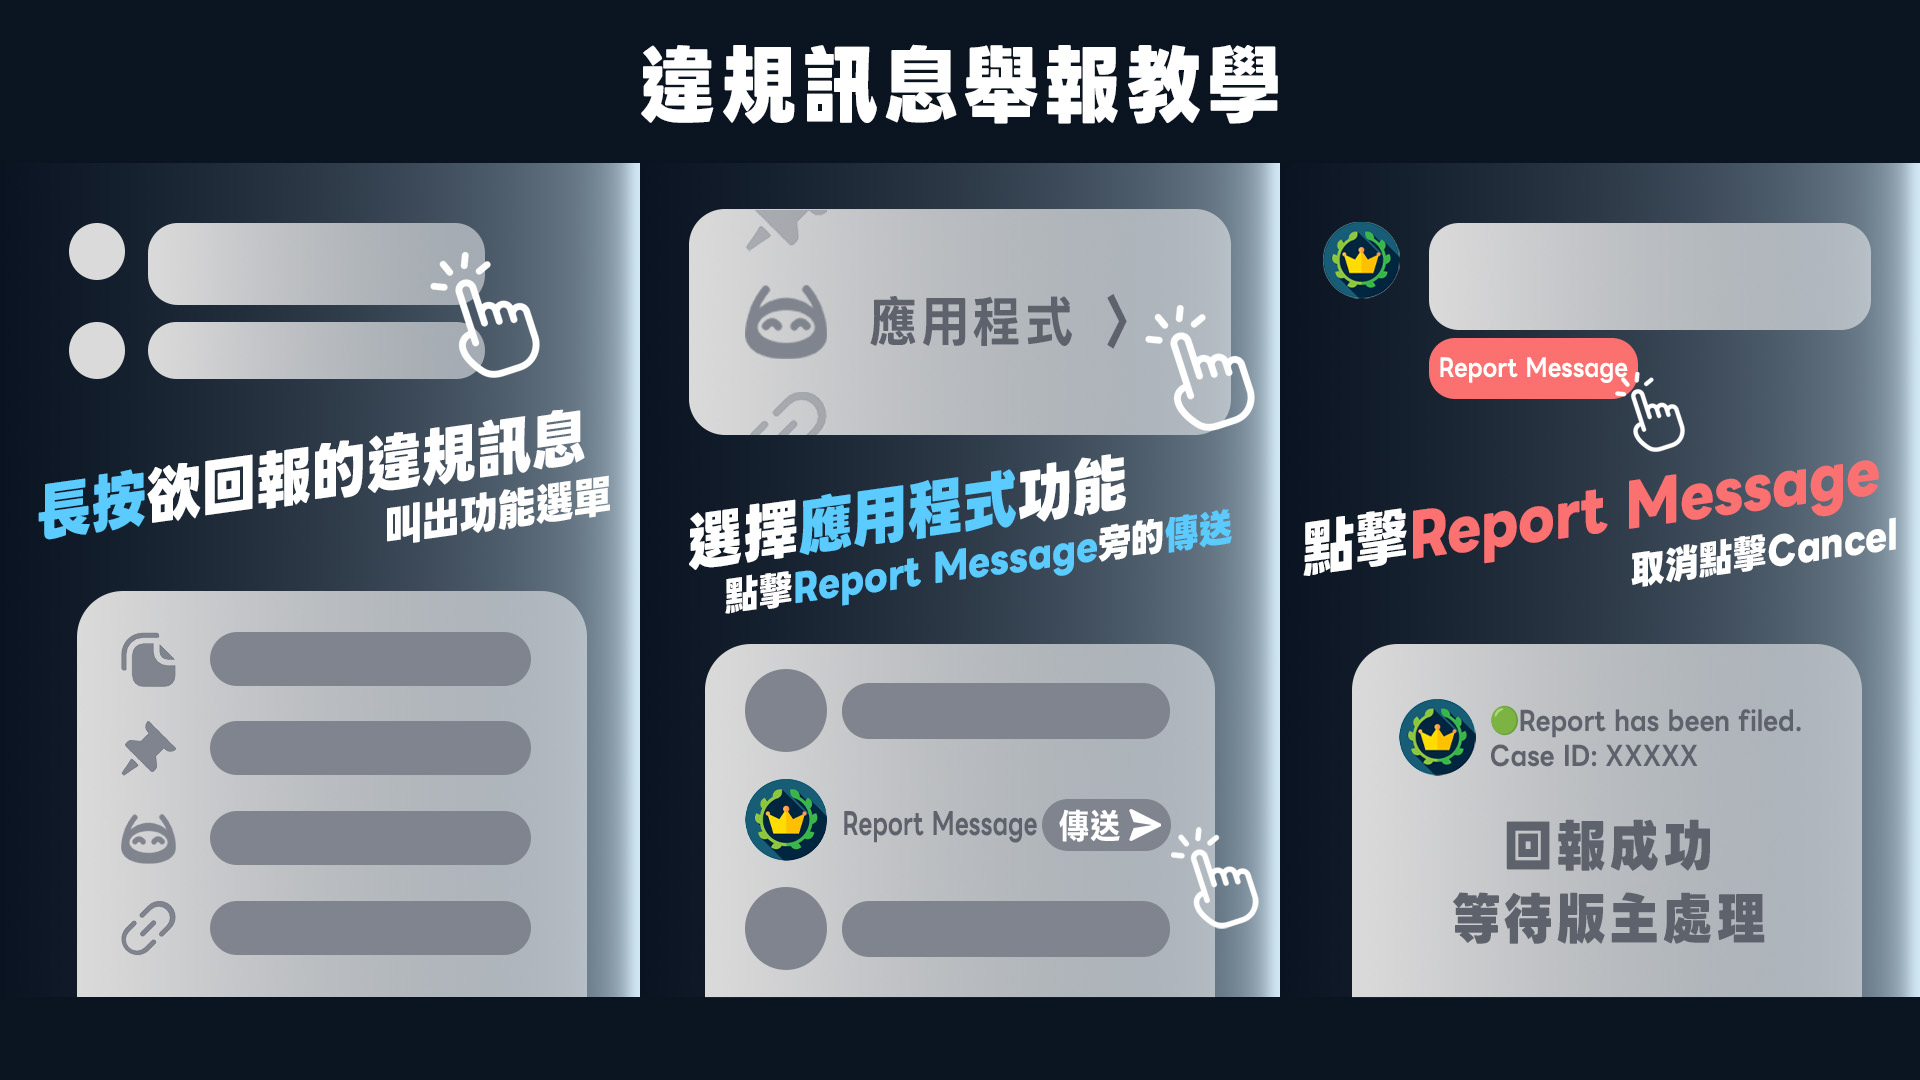 違規訊息舉報教學
長按欲回報的違規訊息
叫出功能選單
應用程式
選擇應用程式功能
點擊Report Message旁的傳送
Report Message 傳送
Report Message
點擊Report Message
取消點擊Cancel
Report has been filed.
Case ID: XXXXX
回報成功
等待版主處理